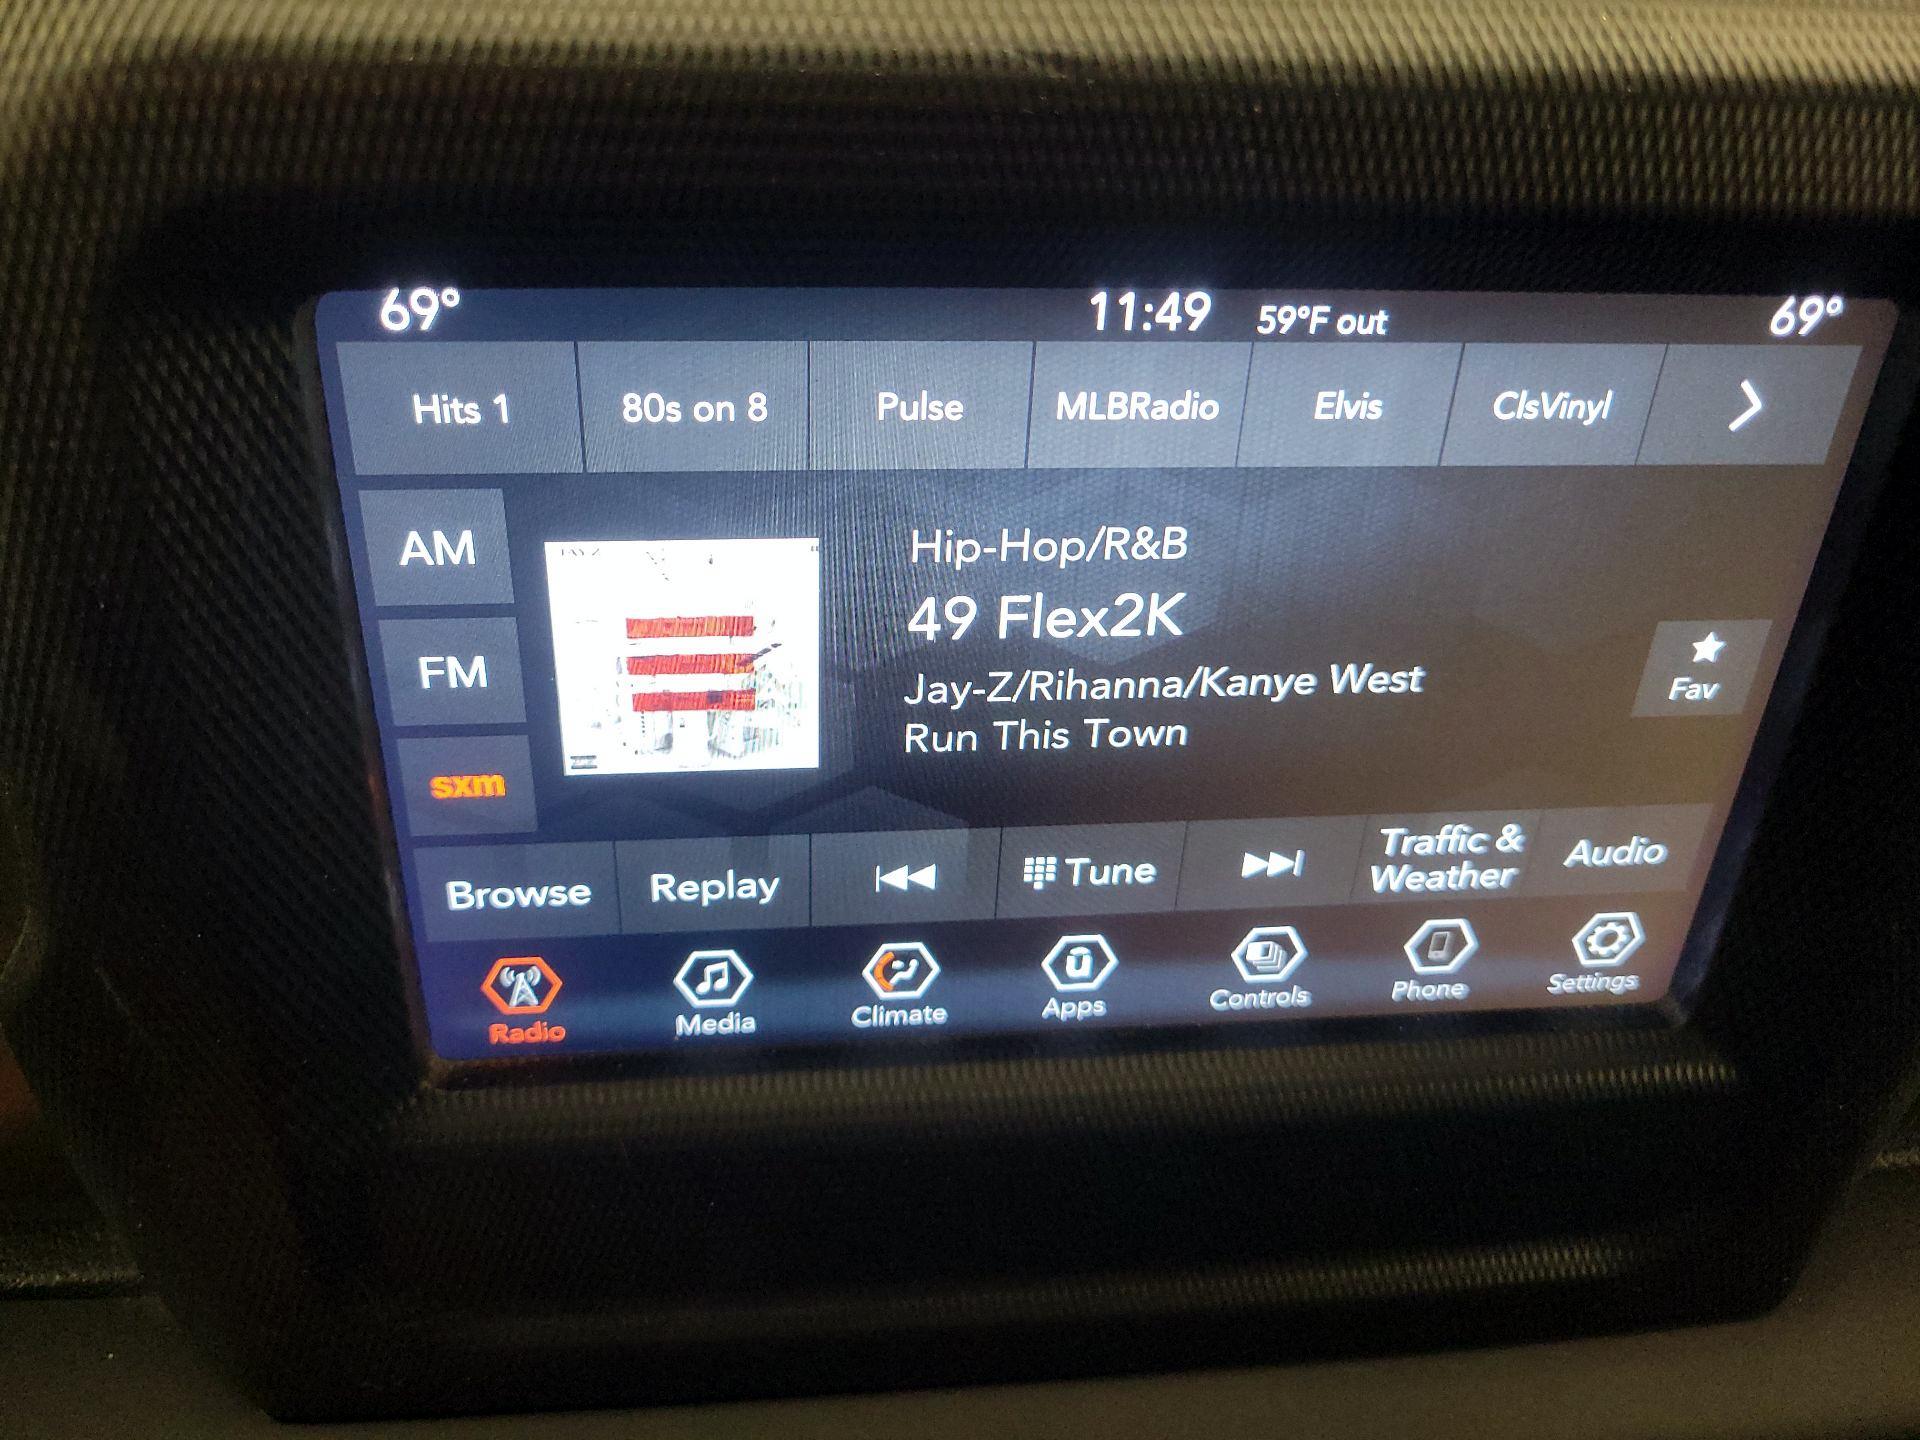 69° 11:49 59°F out 69°
Hits 1 80s on 8 Pulse MLBRadio Elvis ClsVinyl
AM
FM
sxm
JAY-Z
Hip-Hop/R&B
49 Flex2K
Jay-Z/Rihanna/Kanye West
Run This Town
Fav
Browse Replay Tune Traffic & Weather Audio
Radio Media Climate Apps Controls Phone Settings